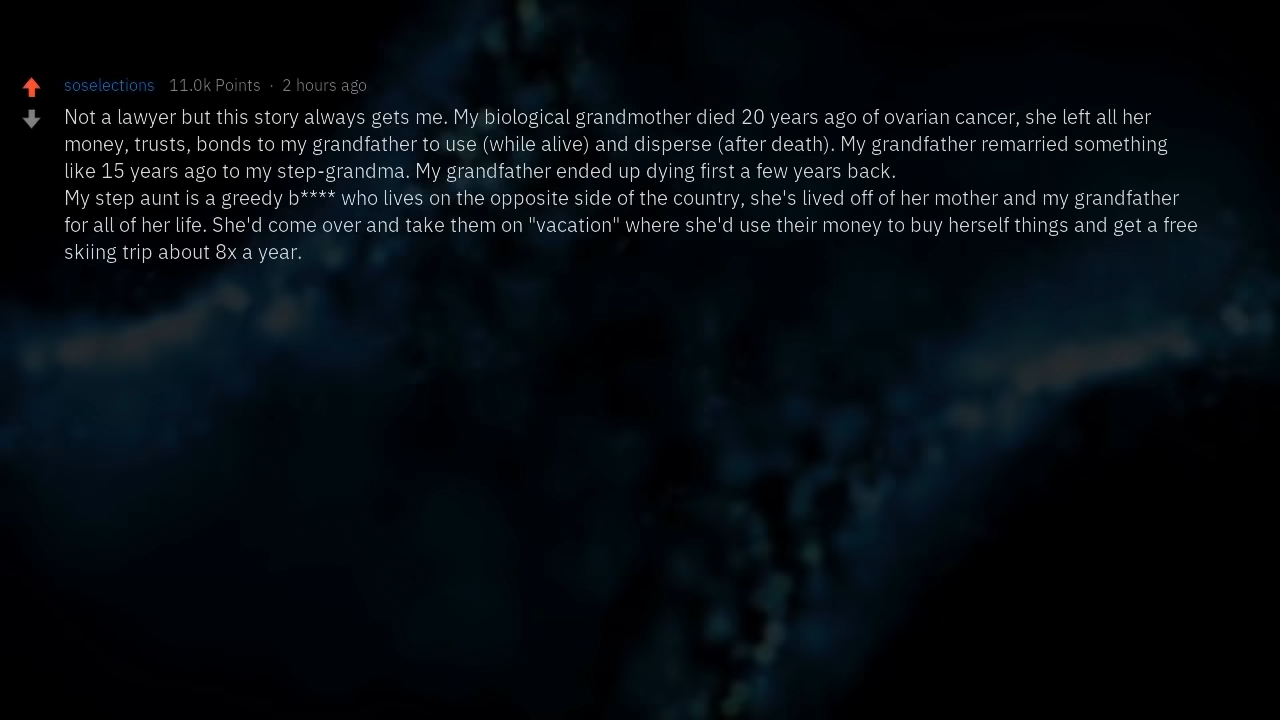 soselections 11.0k Points · 2 hours ago
Not a lawyer but this story always gets me. My biological grandmother died 20 years ago of ovarian cancer, she left all her
money, trusts, bonds to my grandfather to use (while alive) and disperse (after death). My grandfather remarried something
like 15 years ago to my step-grandma. My grandfather ended up dying first a few years back.
My step aunt is a greedy b**** who lives on the opposite side of the country, she's lived off of her mother and my grandfather
for all of her life. She'd come over and take them on "vacation" where she'd use their money to buy herself things and get a free
skiing trip about 8x a year.